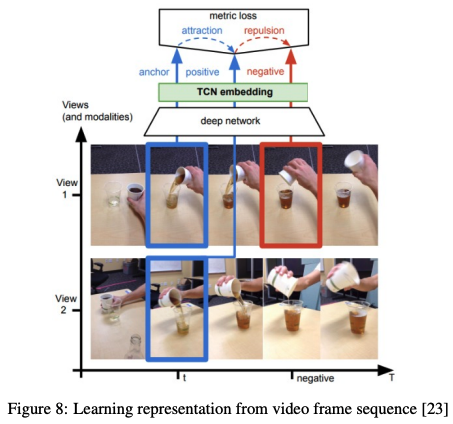 metric loss
attraction
repulsion
anchor
positive
negative
TCN embedding
deep network
Views
(and modalities)
View
1
View
2
t
negative
T
Figure 8: Learning representation from video frame sequence [23]